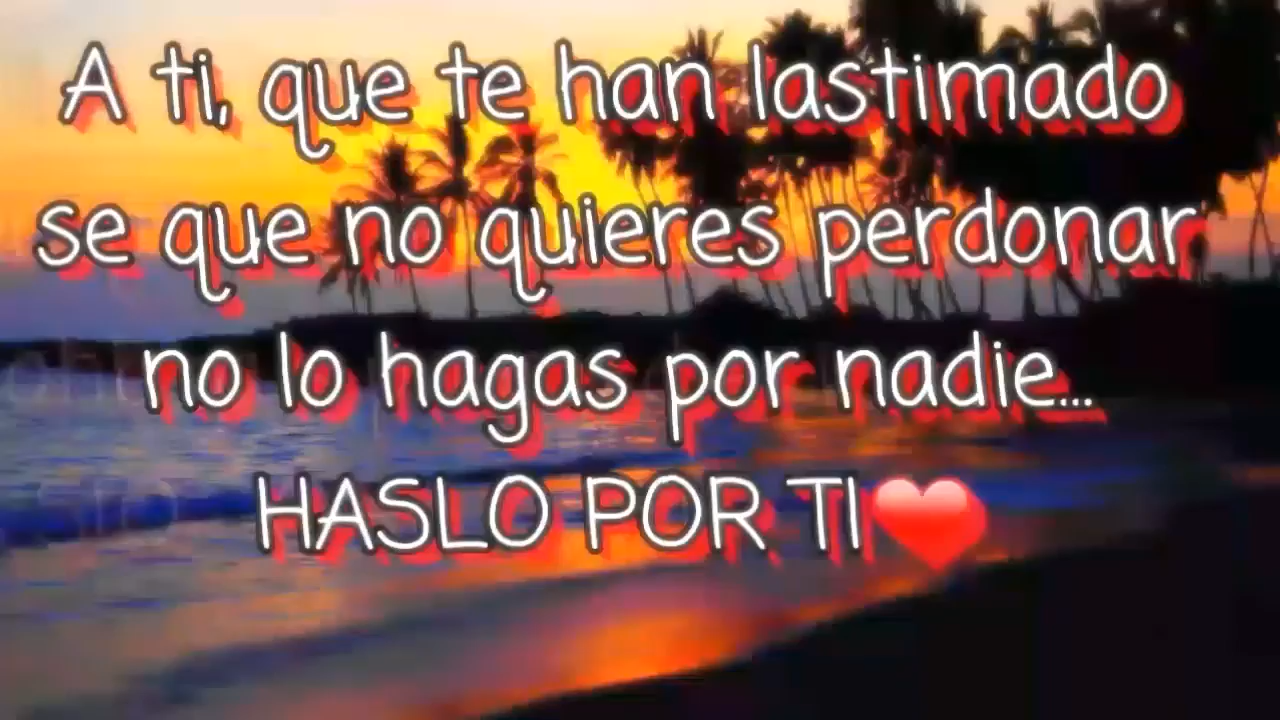 A ti, que te han lastimado
se que no quieres perdonar
no lo hagas por nadie...
HASLO POR TI❤️